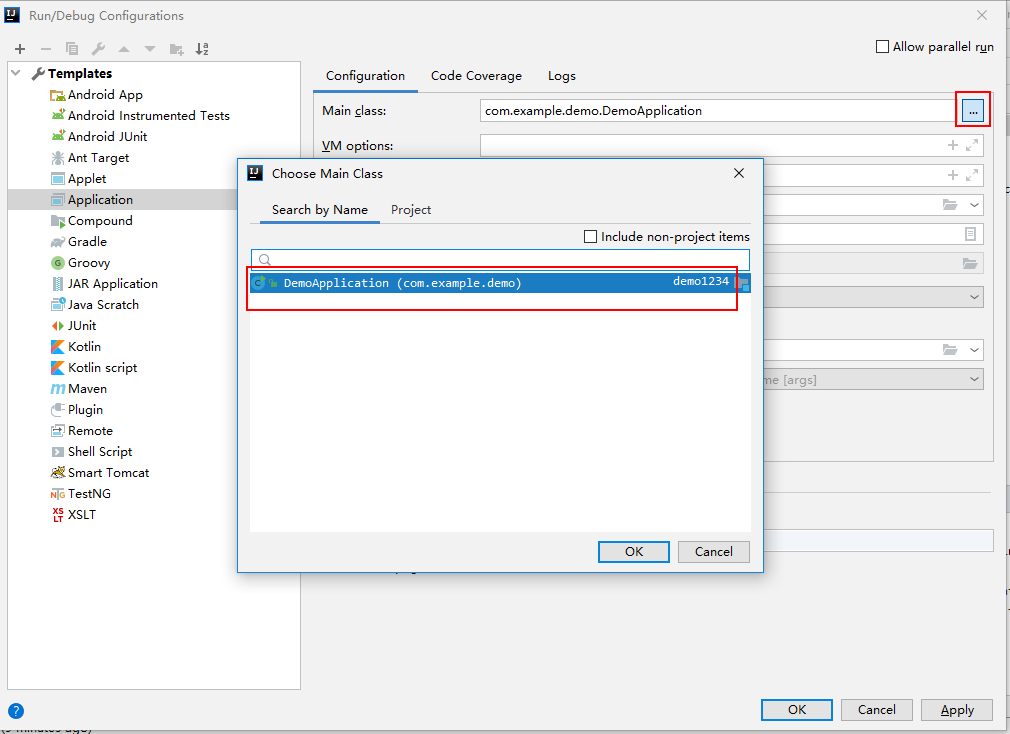 Run/Debug Configurations
Allow parallel run
Templates
Android App
Android Instrumented Tests
Android JUnit
Ant Target
Applet
Application
Compound
Gradle
Groovy
JAR Application
Java Scratch
JUnit
Kotlin
Kotlin script
Maven
Plugin
Remote
Shell Script
Smart Tomcat
TestNG
XSLT
Configuration
Code Coverage
Logs
Main class:
com.example.demo.DemoApplication
...
VM options:
Choose Main Class
Search by Name
Project
Include non-project items
DemoApplication (com.example.demo)
demo1234
[args]
OK
Cancel
?
OK
Cancel
Apply